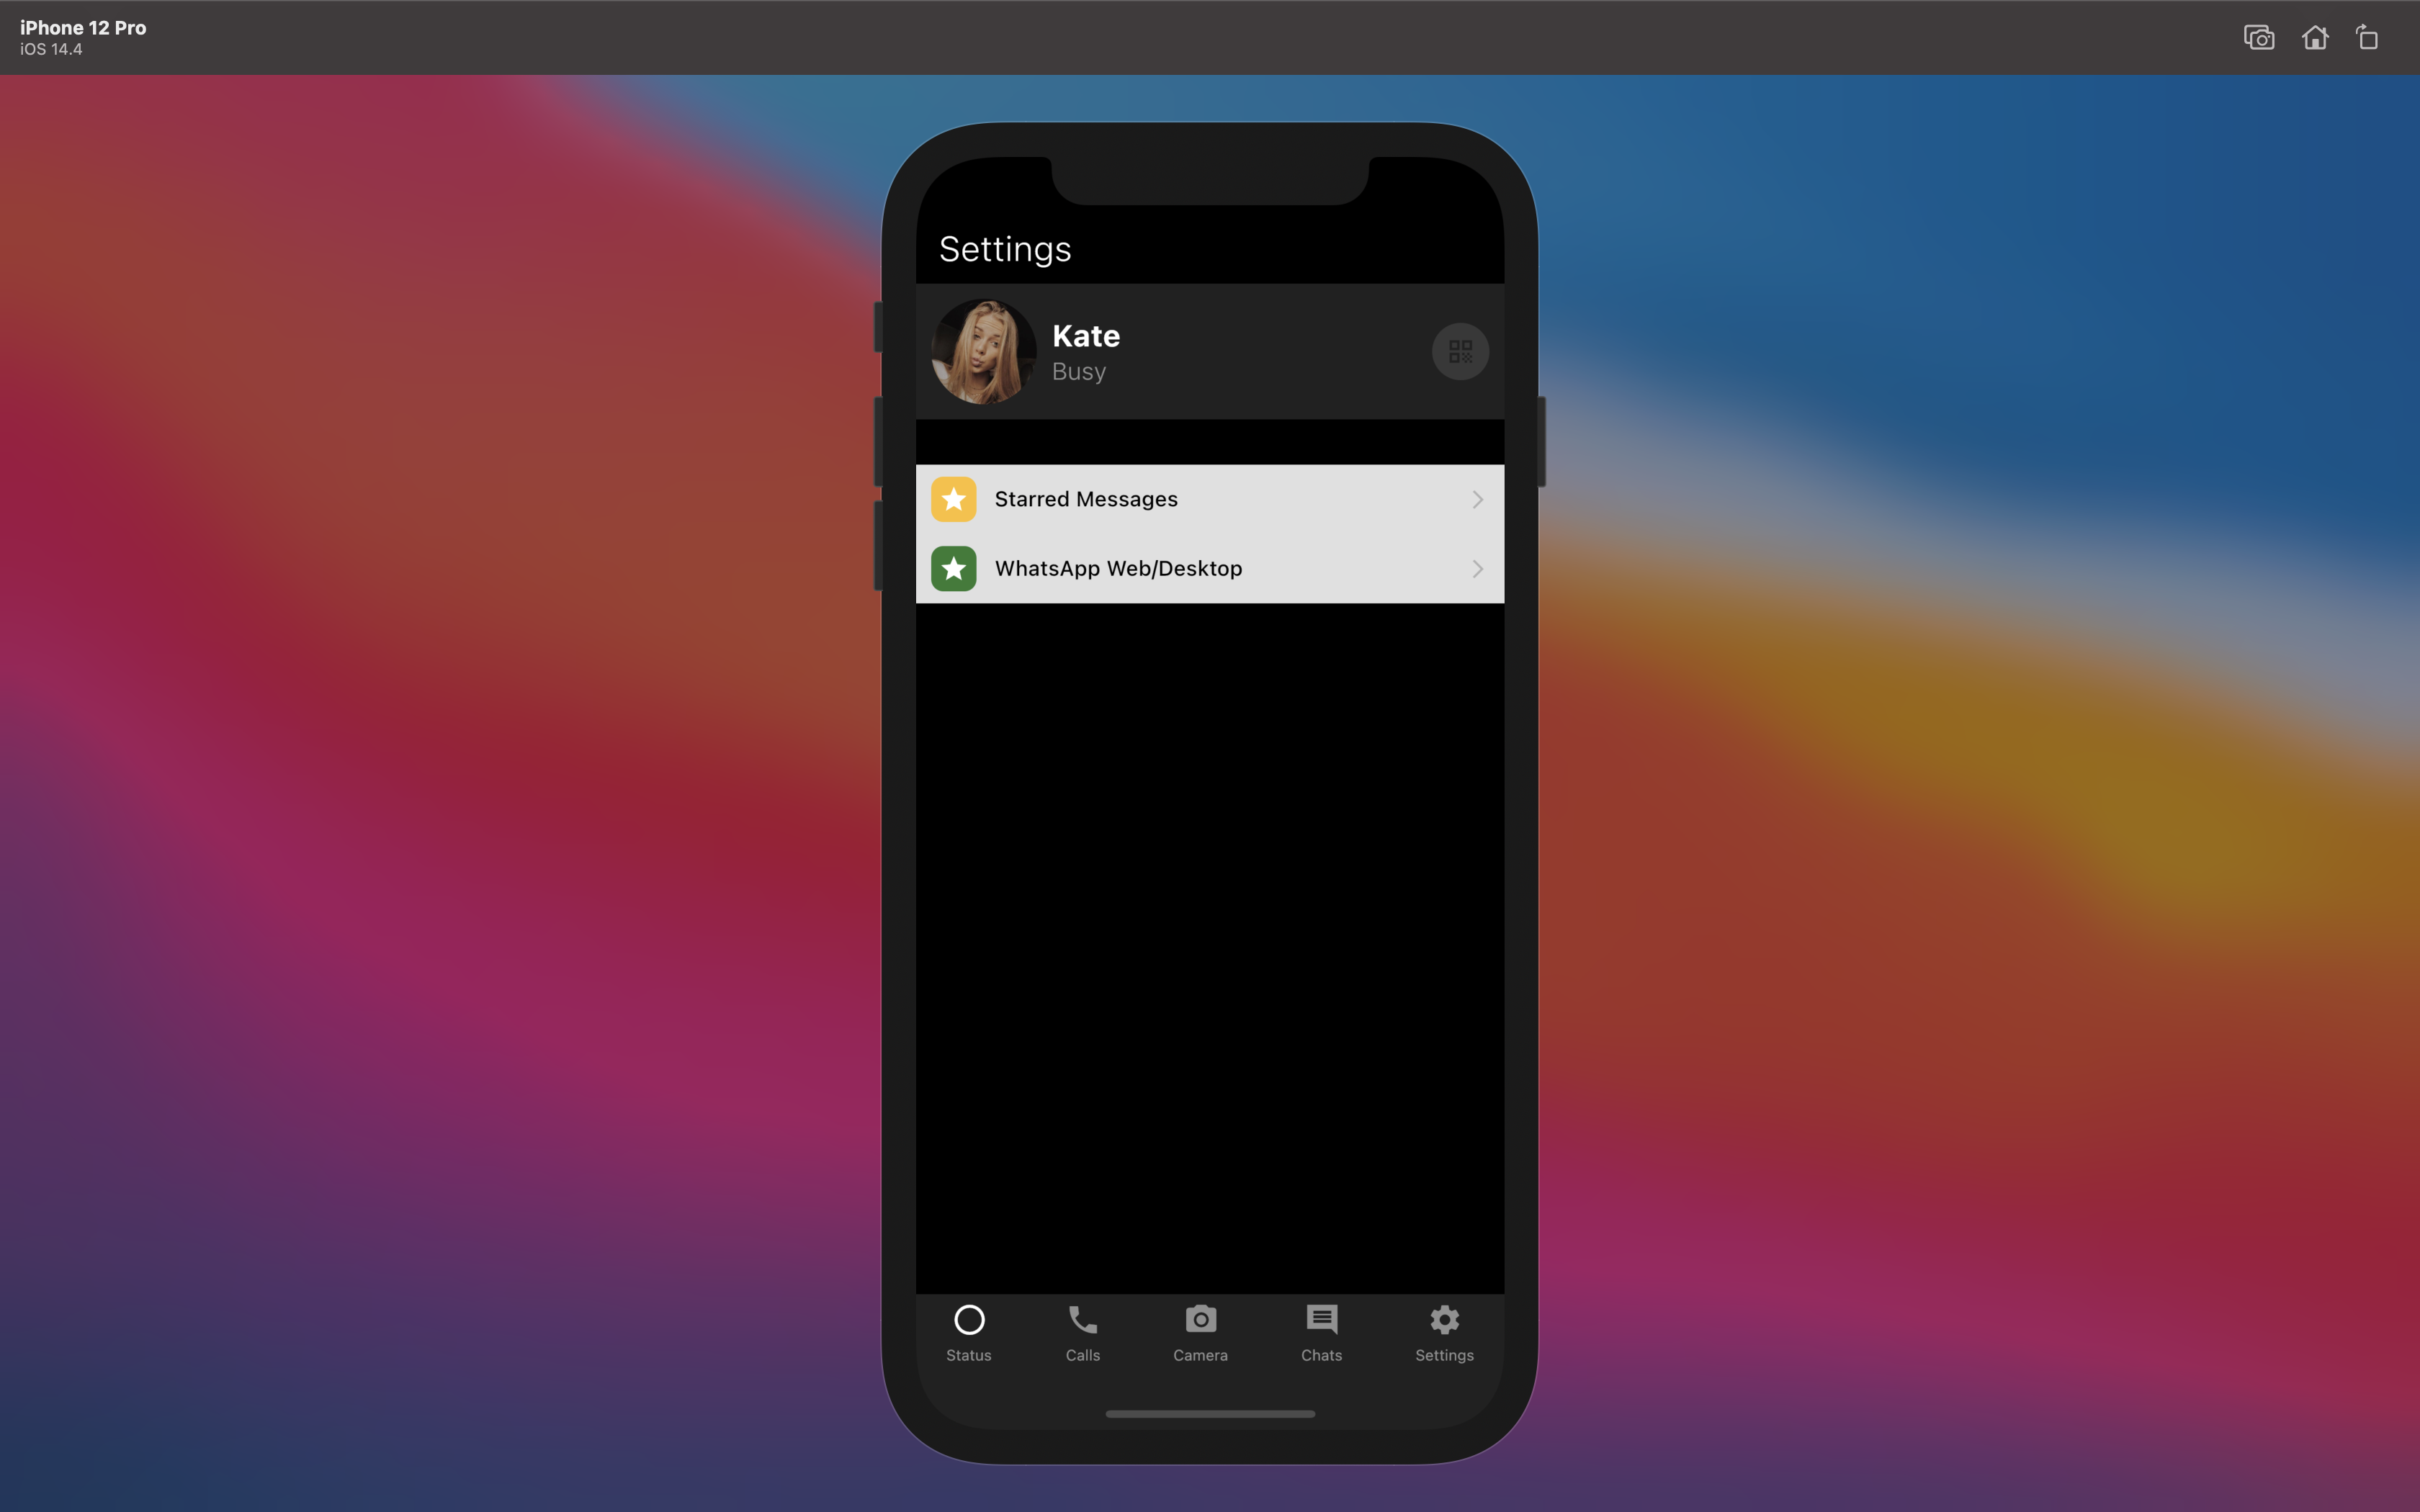 iPhone 12 Pro
iOS 14.4
Settings
Kate
Busy
Starred Messages
WhatsApp Web/Desktop
Status
Calls
Camera
Chats
Settings